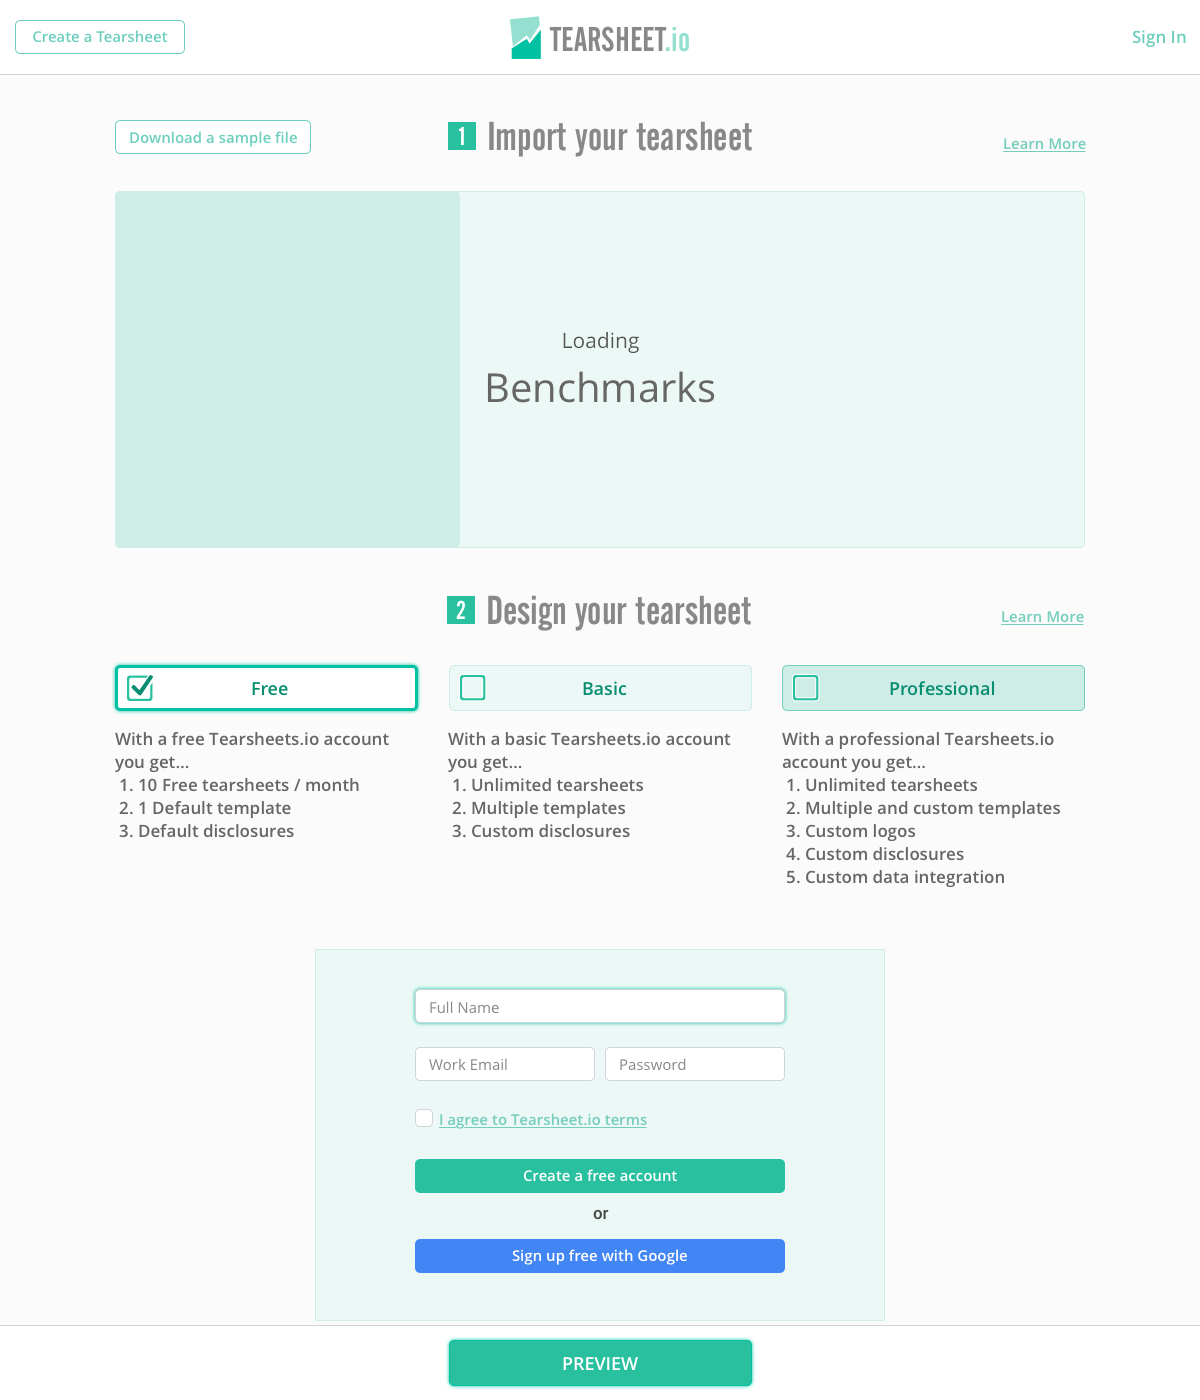 Create a Tearsheet
TEARSHEET.io
Sign In
Download a sample file
1 Import your tearsheet
Learn More
Loading
Benchmarks
2 Design your tearsheet
Learn More
Free
Basic
Professional
With a free Tearsheets.io account
you get...
1. 10 Free tearsheets / month
2. 1 Default template
3. Default disclosures
With a basic Tearsheets.io account
you get...
1. Unlimited tearsheets
2. Multiple templates
3. Custom disclosures
With a professional Tearsheets.io
account you get...
1. Unlimited tearsheets
2. Multiple and custom templates
3. Custom logos
4. Custom disclosures
5. Custom data integration
Full Name
Work Email
Password
I agree to Tearsheet.io terms
Create a free account
or
Sign up free with Google
PREVIEW